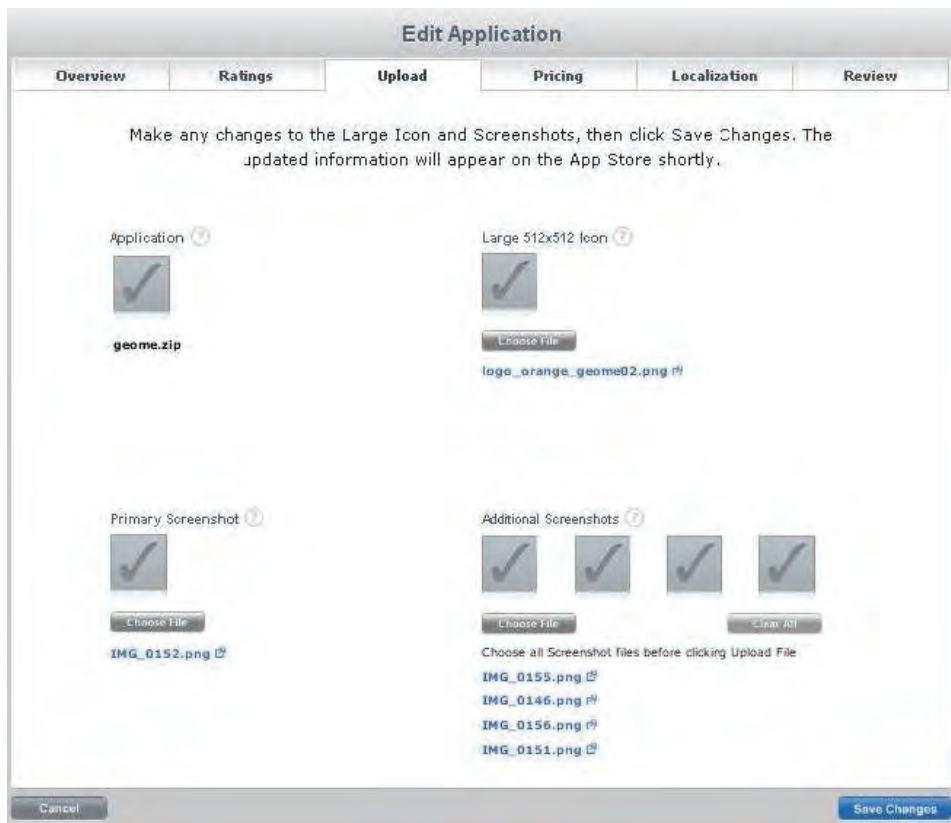 Edit Application
Overview Ratings Upload Pricing Localization Review
Make any changes to the Large Icon and Screenshots, then click Save Changes. The
updated information will appear on the App Store shortly.
Application ?
geome.zip
Large 512x512 Icon ?
Choose File
logo_orange_geome02.png
Primary Screenshot ?
Choose File
IMG_0152.png
Additional Screenshots ?
Choose File Clear All
Choose all Screenshot files before clicking Upload File
IMG_0155.png
IMG_0146.png
IMG_0156.png
IMG_0151.png
Cancel Save Changes